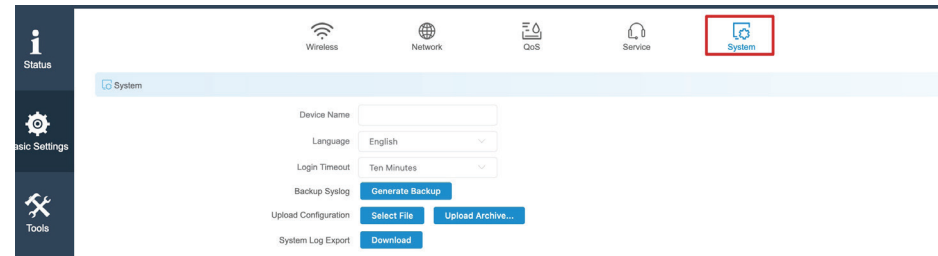 Wireless Network QoS Service System
Status
System
Device Name
Language English
asic Settings
Login Timeout Ten Minutes
Backup Syslog Generate Backup
Upload Configuration Select File Upload Archive...
Tools
System Log Export Download